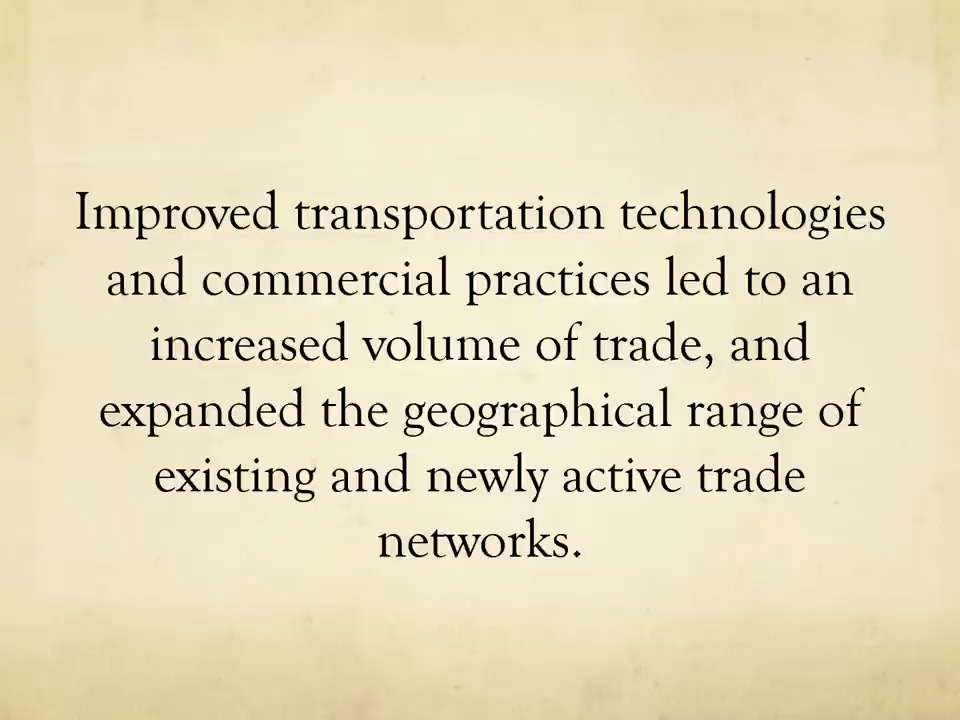 Improved transportation technologies
and commercial practices led to an
increased volume of trade, and
expanded the geographical range of
existing and newly active trade
networks.